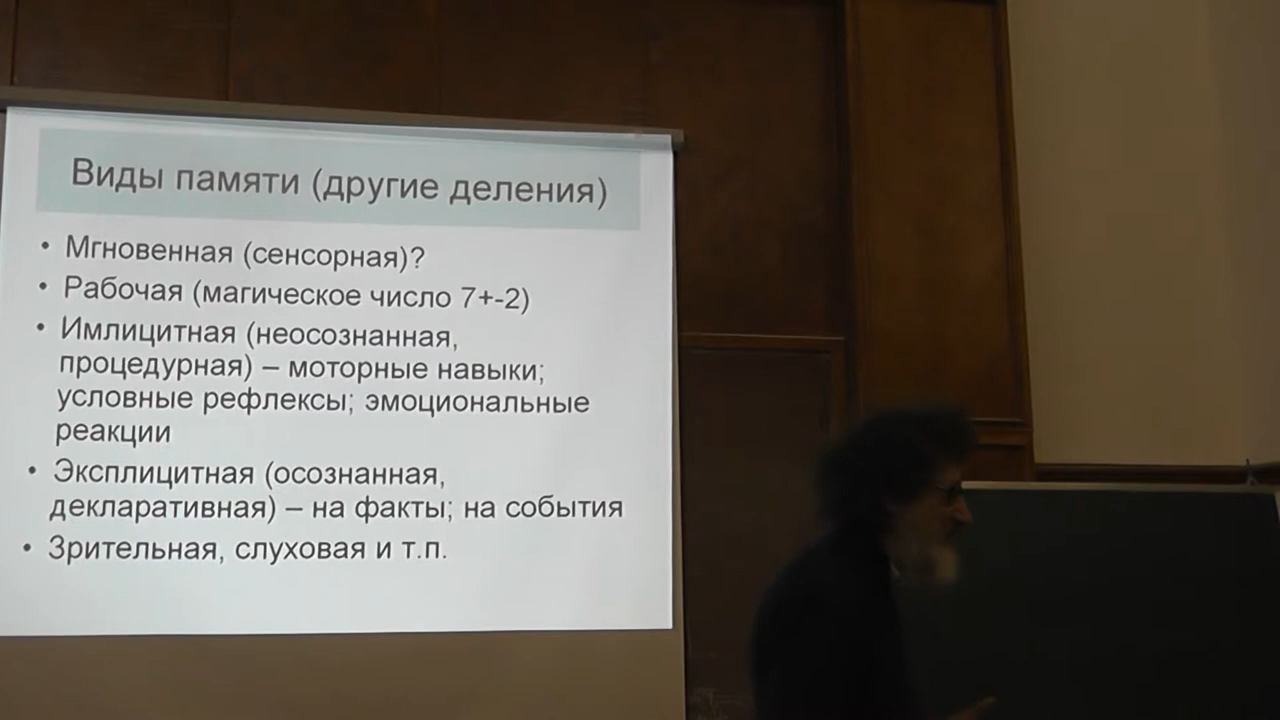 Виды памяти (другие деления)
• Мгновенная (сенсорная)?
• Рабочая (магическое число 7+-2)
• Имлицитная (неосознанная,
процедурная) – моторные навыки;
условные рефлексы; эмоциональные
реакции
• Эксплицитная (осознанная,
декларативная) – на факты; на события
• Зрительная, слуховая и т.п.